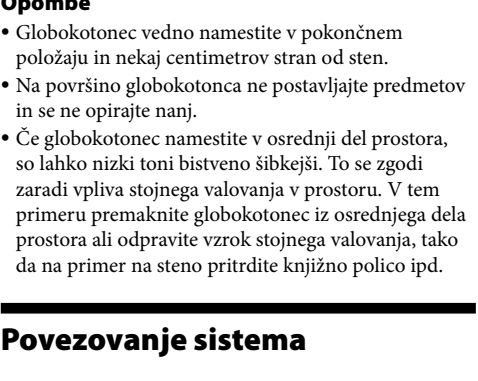 Opombe
• Globokotonec vedno namestite v pokončnem
položaju in nekaj centimetrov stran od sten.
• Na površino globokotonca ne postavljajte predmetov
in se ne opirajte nanj.
• Če globokotonec namestite v osrednji del prostora,
so lahko nizki toni bistveno šibkejši. To se zgodi
zaradi vpliva stojnega valovanja v prostoru. V tem
primeru premaknite globokotonec iz osrednjega dela
prostora ali odpravite vzrok stojnega valovanja, tako
da na primer na steno pritrdite knjižno polico ipd.
Povezovanje sistema